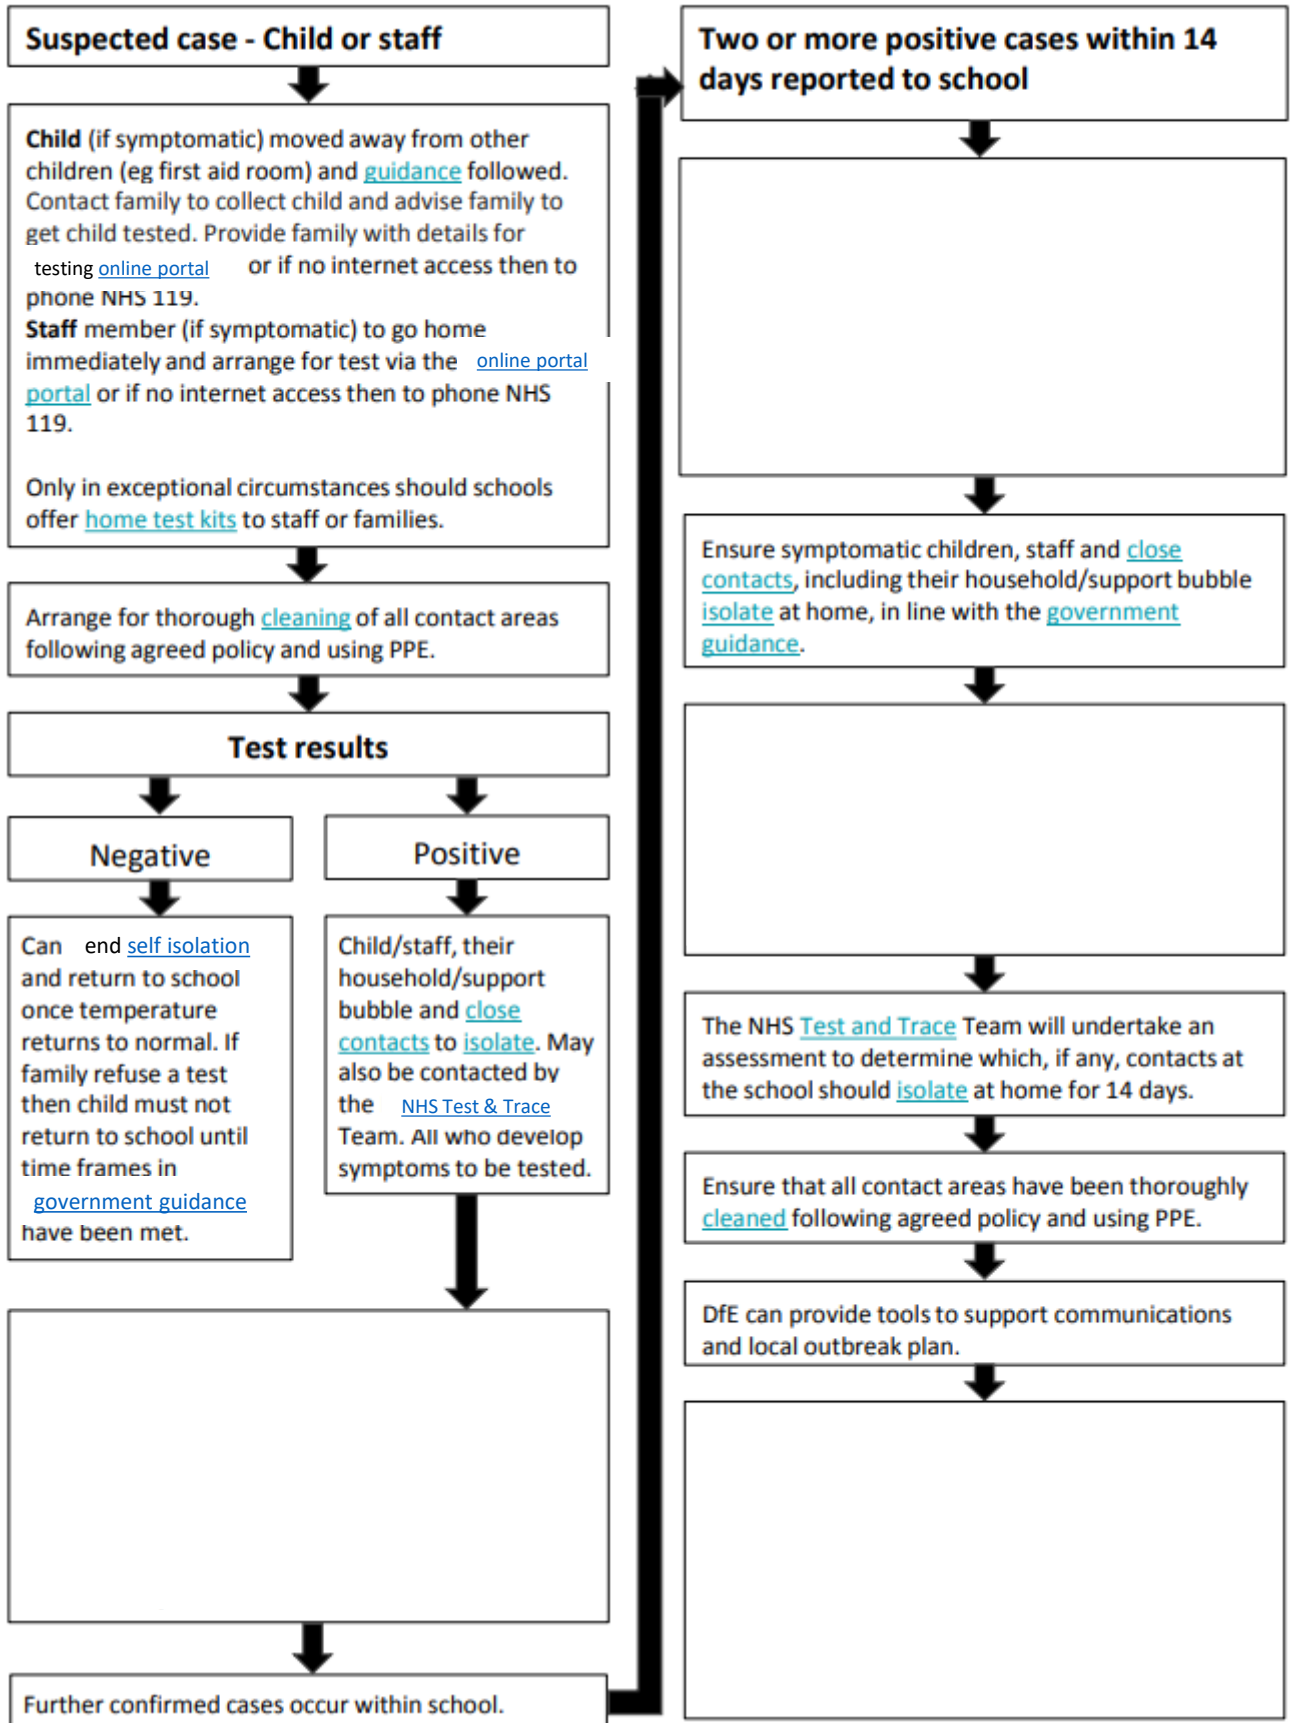 Suspected case - Child or staff
Child (if symptomatic) moved away from other
children (eg first aid room) and guidance followed.
Contact family to collect child and advise family to
get child tested. Provide family with details for
testing online portal or if no internet access then to
phone NHS 119.
Staff member (if symptomatic) to go home
immediately and arrange for test via the online portal
portal or if no internet access then to phone NHS
119.
Only in exceptional circumstances should schools
offer home test kits to staff or families.
Arrange for thorough cleaning of all contact areas
following agreed policy and using PPE.
Test results
Negative
Positive
Can end self isolation
and return to school
once temperature
returns to normal. If
family refuse a test
then child must not
return to school until
time frames in
government guidance
have been met.
Child/staff, their
household/support
bubble and close
contacts to isolate. May
also be contacted by
the NHS Test & Trace
Team. All who develop
symptoms to be tested.
Further confirmed cases occur within school.
Two or more positive cases within 14
days reported to school
Ensure symptomatic children, staff and close
contacts, including their household/support bubble
isolate at home, in line with the government
guidance.
The NHS Test and Trace Team will undertake an
assessment to determine which, if any, contacts at
the school should isolate at home for 14 days.
Ensure that all contact areas have been thoroughly
cleaned following agreed policy and using PPE.
DfE can provide tools to support communications
and local outbreak plan.